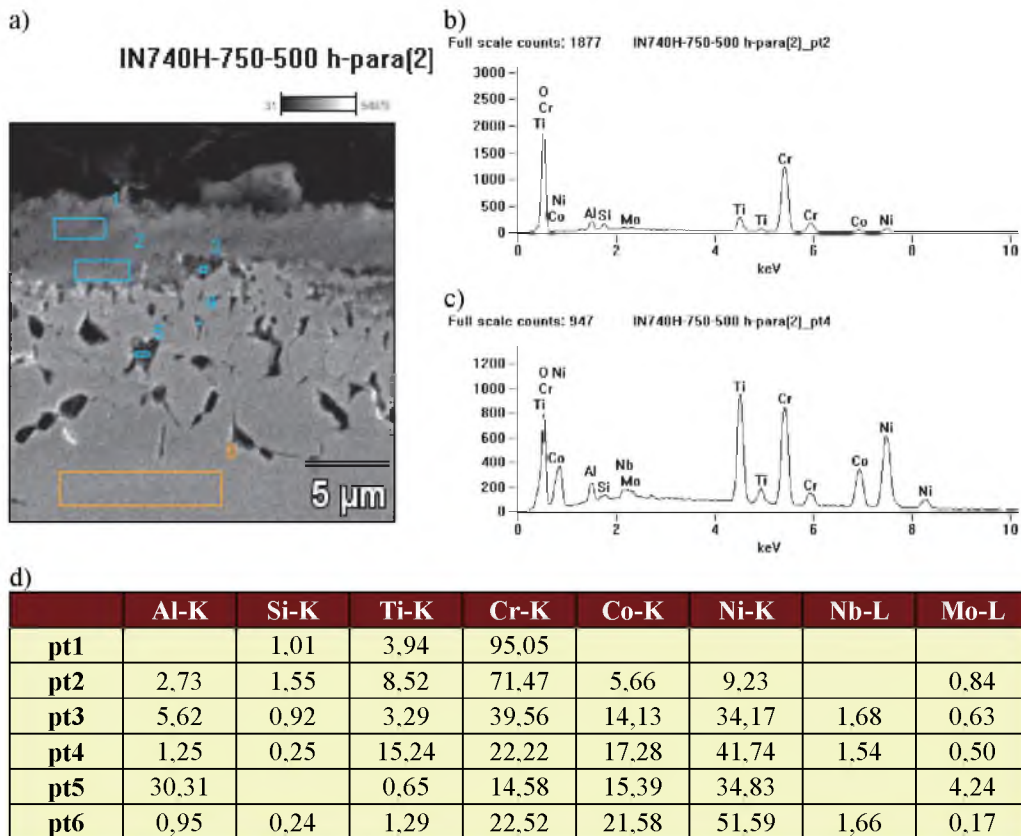 a)
IN740H-750-500 h-para[2]
31
1
2
3
4
5
6
5 µm
b)
Full scale counts: 1877 IN740H-750-500 h-para[2]_pt2
3000
2500
2000
1500
1000
500
0
O
Cr
Ti
Ni
Co
Al
Si
Mo
Ti
Ti
Cr
Cr
Co
Ni
0 2 4 6 8 10
keV
c)
Full scale counts: 947 IN740H-750-500 h-para[2]_pt4
1200
1000
800
600
400
200
0
O Ni
Cr
Ti
Co
Al
Si
Nb
Mo
Ti
Ti
Cr
Cr
Co
Ni
Ni
0 2 4 6 8 10
keV
d)
Al-K Si-K Ti-K Cr-K Co-K Ni-K Nb-L Mo-L
pt1 1,01 3,94 95,05
pt2 2,73 1,55 8,52 71,47 5,66 9,23 0,84
pt3 5,62 0,92 3,29 39,56 14,13 34,17 1,68 0,63
pt4 1,25 0,25 15,24 22,22 17,28 41,74 1,54 0,50
pt5 30,31 0,65 14,58 15,39 34,83 4,24
pt6 0,95 0,24 1,29 22,52 21,58 51,59 1,66 0,17